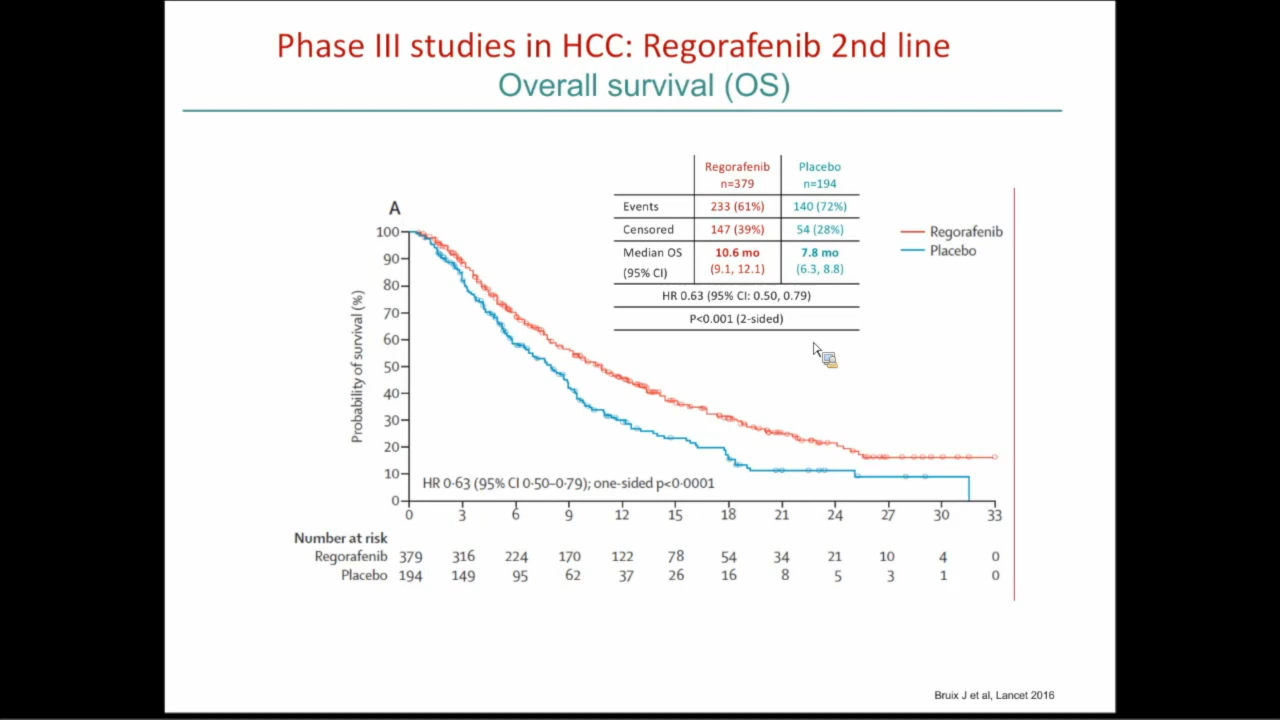 Phase III studies in HCC: Regorafenib 2nd line
Overall survival (OS)
Regorafenib Placebo
n=379 n=194
Events 233 (61%) 140 (72%)
Censored 147 (39%) 54 (28%)
Median OS 10.6 mo 7.8 mo
(95% CI) (9.1, 12.1) (6.3, 8.8)
HR 0.63 (95% CI: 0.50, 0.79)
P<0.001 (2-sided)
A
Regorafenib
Placebo
Probability of survival (%)
100
90
80
70
60
50
40
30
20
10
0
HR 0·63 (95% CI 0·50–0·79); one-sided p<0·0001
0 3 6 9 12 15 18 21 24 27 30 33
Number at risk
Regorafenib 379 316 224 170 122 78 54 34 21 10 4 0
Placebo 194 149 95 62 37 26 16 8 5 3 1 0
Bruix J et al, Lancet 2016